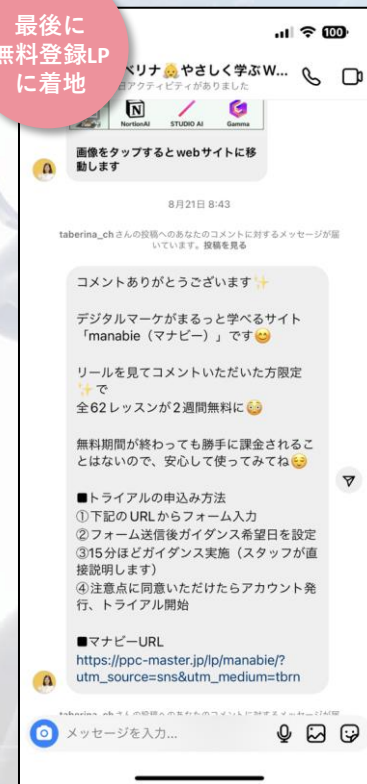 最後に
無料登録LP
に着地
100
ベリナ👱‍♀️やさしく学ぶW...
日アクティビティがありました
NortionAI STUDIO AI Gamma
画像をタップするとwebサイトに移
動します
8月21日 8:43
taberina_chさんの投稿へのあなたのコメントに対するメッセージが届
いています。投稿を見る
コメントありがとうございます✨
デジタルマーケがまるっと学べるサイト
「manabie（マナビー）」です😊
リールを見てコメントいただいた方限定
✨で
全62レッスンが2週間無料に😳
無料期間が終わっても勝手に課金されるこ
とはないので、安心して使ってみてね😌
■トライアルの申込み方法
①下記のURLからフォーム入力
②フォーム送信後ガイダンス希望日を設定
③15分ほどガイダンス実施（スタッフが直
接説明します）
④注意点に同意いただけたらアカウント発
行、トライアル開始
■マナビーURL
https://ppc-master.jp/lp/manabie/?
utm_source=sns&utm_medium=tbrn
メッセージを入力...